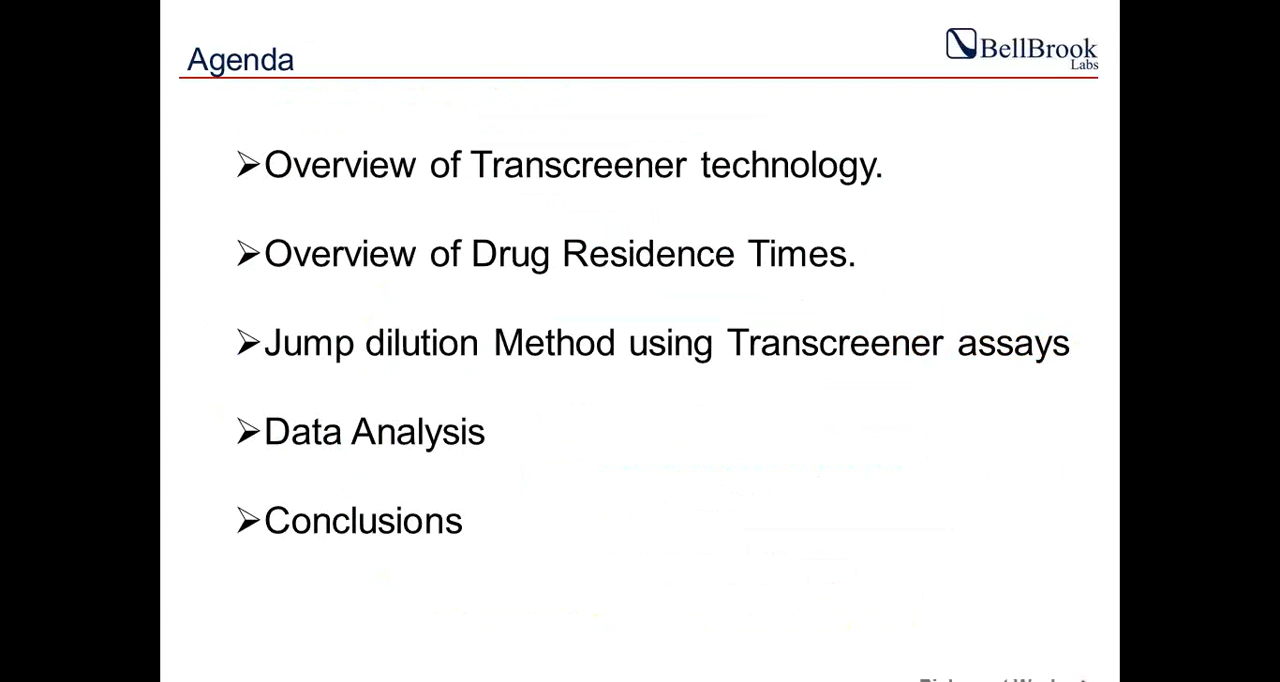 Agenda
BellBrook
Labs
➢Overview of Transcreener technology.
➢Overview of Drug Residence Times.
➢Jump dilution Method using Transcreener assays
➢Data Analysis
➢Conclusions